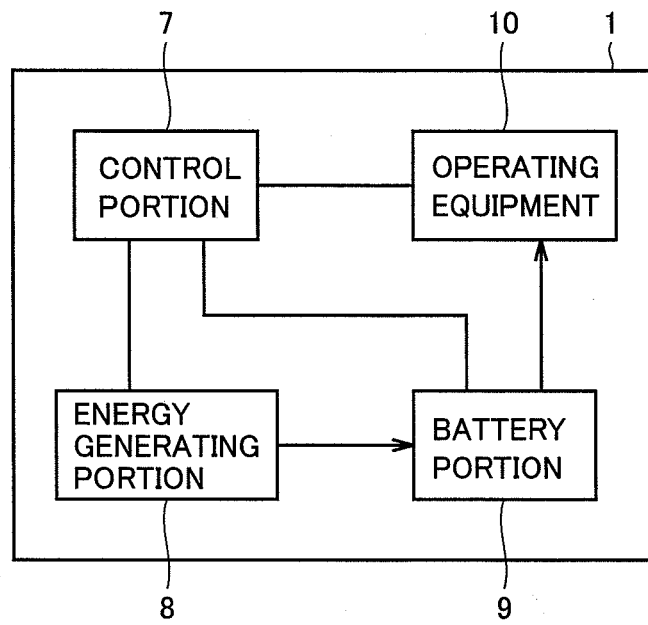 7 10 1
CONTROL
PORTION
OPERATING
EQUIPMENT
ENERGY
GENERATING
PORTION
BATTERY
PORTION
8 9